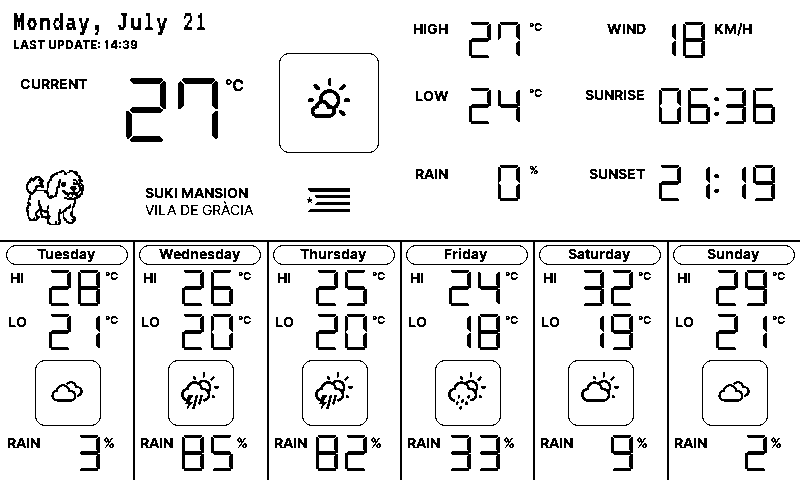 Monday, July 21
LAST UPDATE: 14:39
CURRENT 27°C
HIGH 27°C
WIND 18 KM/H
LOW 24°C
SUNRISE 06:36
RAIN 0%
SUNSET 21:19
SUKI MANSION
VILA DE GRÀCIA
Tuesday
HI 28°C
LO 21°C
RAIN 3%
Wednesday
HI 26°C
LO 20°C
RAIN 85%
Thursday
HI 25°C
LO 20°C
RAIN 82%
Friday
HI 24°C
LO 18°C
RAIN 33%
Saturday
HI 32°C
LO 19°C
RAIN 9%
Sunday
HI 29°C
LO 21°C
RAIN 2%